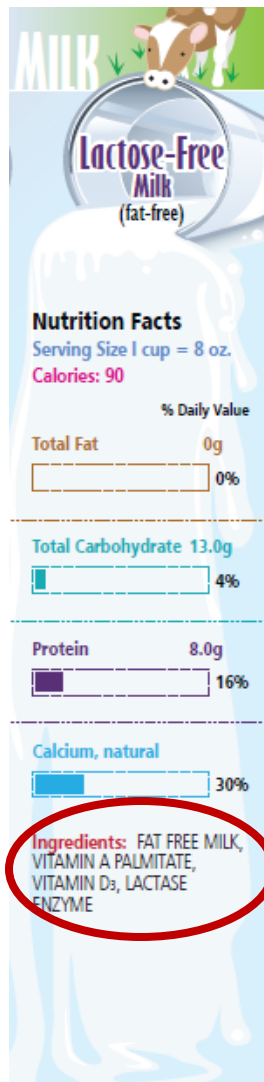 MILK
Lactose-Free
Milk
(fat-free)
Nutrition Facts
Serving Size I cup = 8 oz.
Calories: 90
% Daily Value
Total Fat 0g
0%
Total Carbohydrate 13.0g
4%
Protein 8.0g
16%
Calcium, natural
30%
Ingredients: FAT FREE MILK,
VITAMIN A PALMITATE,
VITAMIN D3, LACTASE
ENZYME